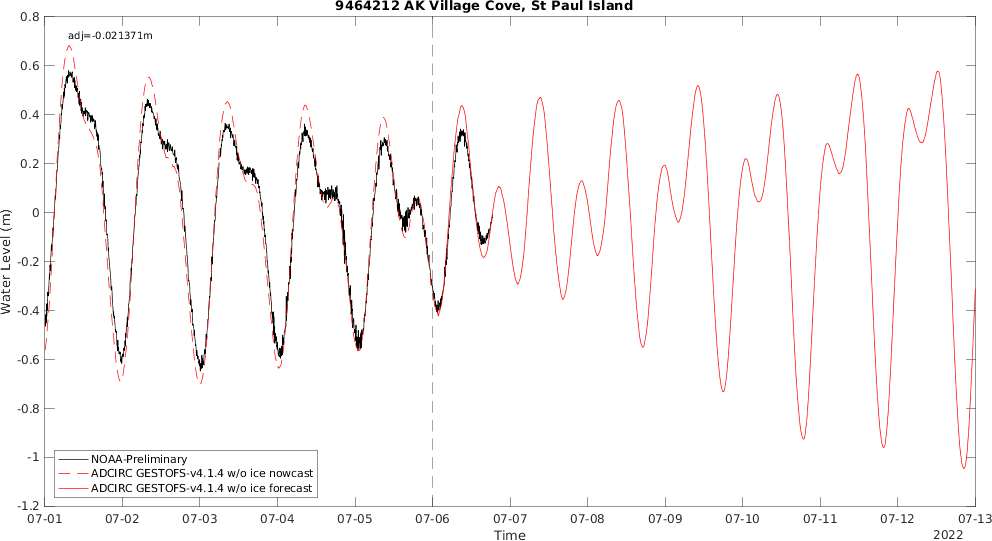 9464212 AK Village Cove, St Paul Island
adj=-0.021371m
0.8
0.6
0.4
0.2
0
-0.2
-0.4
-0.6
-0.8
-1
-1.2
Water Level (m)
NOAA-Preliminary
ADCIRC GESTOFS-v4.1.4 w/o ice nowcast
ADCIRC GESTOFS-v4.1.4 w/o ice forecast
07-01 07-02 07-03 07-04 07-05 07-06 07-07 07-08 07-09 07-10 07-11 07-12 07-13
Time
2022